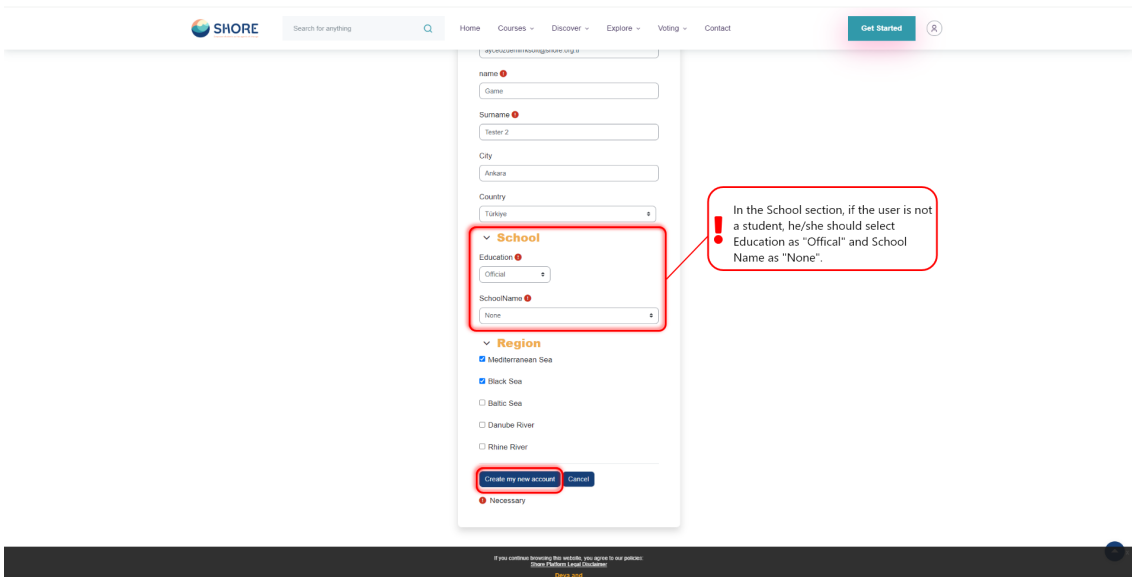 SHORE
Search for anything
Home Courses Discover Explore Voting Contact
Get Started
name
Game
Surname
Tester 2
City
Ankara
Country
Türkiye
School
Education
Official
SchoolName
None
In the School section, if the user is not
a student, he/she should select
Education as "Offical" and School
Name as "None".
Region
Mediterranean Sea
Black Sea
Baltic Sea
Danube River
Rhine River
Create my new account Cancel
Necessary
If you continue browsing this website, you agree to our policies:
Shore Platform Legal Disclaimer